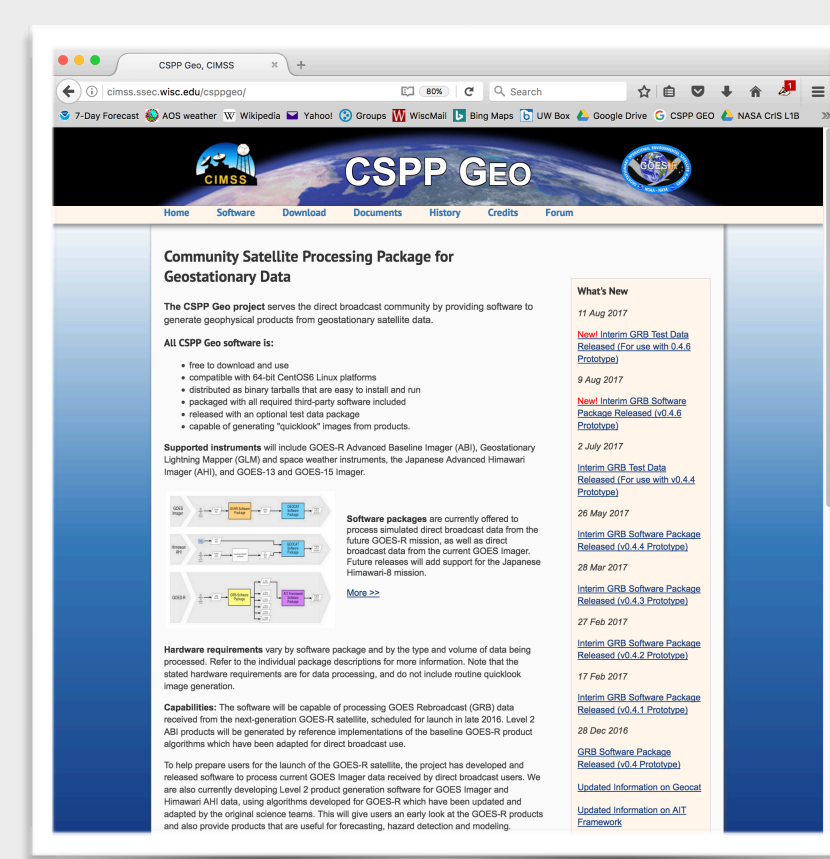 CSPP Geo, CIMSS × +
cimss.ssec.wisc.edu/csppgeo/ 80% Search 1
7-Day Forecast AOS weather W Wikipedia Yahoo! Groups WiscMail Bing Maps UW Box Google Drive CSPP GEO NASA CrIS L1B
CIMSS
CSPP GEO
GOES-R
Home Software Download Documents History Credits Forum
Community Satellite Processing Package for
Geostationary Data
The CSPP Geo project serves the direct broadcast community by providing software to
generate geophysical products from geostationary satellite data.
All CSPP Geo software is:
• free to download and use
• compatible with 64-bit CentOS6 Linux platforms
• distributed as binary tarballs that are easy to install and run
• packaged with all required third-party software included
• released with an optional test data package
• capable of generating "quicklook" images from products.
Supported instruments will include GOES-R Advanced Baseline Imager (ABI), Geostationary
Lightning Mapper (GLM) and space weather instruments, the Japanese Advanced Himawari
Imager (AHI), and GOES-13 and GOES-15 Imager.
GOES
Imager
Himawari
AHI
GOES-R
Software packages are currently offered to
process simulated direct broadcast data from the
future GOES-R mission, as well as direct
broadcast data from the current GOES Imager.
Future releases will add support for the Japanese
Himawari-8 mission.
More >>
Hardware requirements vary by software package and by the type and volume of data being
processed. Refer to the individual package descriptions for more information. Note that the
stated hardware requirements are for data processing, and do not include routine quicklook
image generation.
Capabilities: The software will be capable of processing GOES Rebroadcast (GRB) data
received from the next-generation GOES-R satellite, scheduled for launch in late 2016. Level 2
ABI products will be generated by reference implementations of the baseline GOES-R product
algorithms which have been adapted for direct broadcast use.
To help prepare users for the launch of the GOES-R satellite, the project has developed and
released software to process current GOES Imager data received by direct broadcast users. We
are also currently developing Level 2 product generation software for GOES Imager and
Himawari AHI data, using algorithms developed for GOES-R which have been updated and
adapted by the original science teams. This will give users an early look at the GOES-R products
and also provide products that are useful for forecasting, hazard detection and modeling.
What's New
11 Aug 2017
New! Interim GRB Test Data
Released (For use with 0.4.6
Prototype)
9 Aug 2017
New! Interim GRB Software
Package Released (v0.4.6
Prototype)
2 July 2017
Interim GRB Test Data
Released (For use with v0.4.4
Prototype)
26 May 2017
Interim GRB Software Package
Released (v0.4.4 Prototype)
28 Mar 2017
Interim GRB Software Package
Released (v0.4.3 Prototype)
27 Feb 2017
Interim GRB Software Package
Released (v0.4.2 Prototype)
17 Feb 2017
Interim GRB Software Package
Released (v0.4.1 Prototype)
28 Dec 2016
GRB Software Package
Released (v0.4 Prototype)
Updated Information on Geocat
Updated Information on AIT
Framework